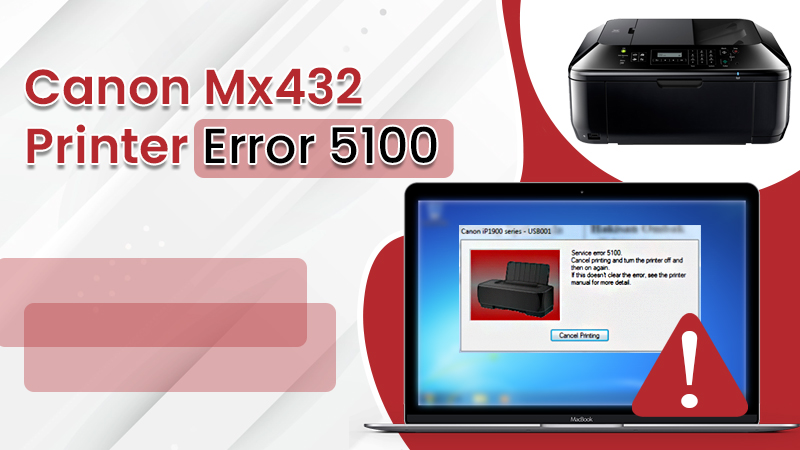 Canon Mx432
Printer Error 5100
Canon iP1900 series - USB001
Service error 5100.
Cancel printing and turn the printer off and
then on again.
If this doesn't clear the error, see the printer
manual for more detail.
Cancel Printing
!
MacBook